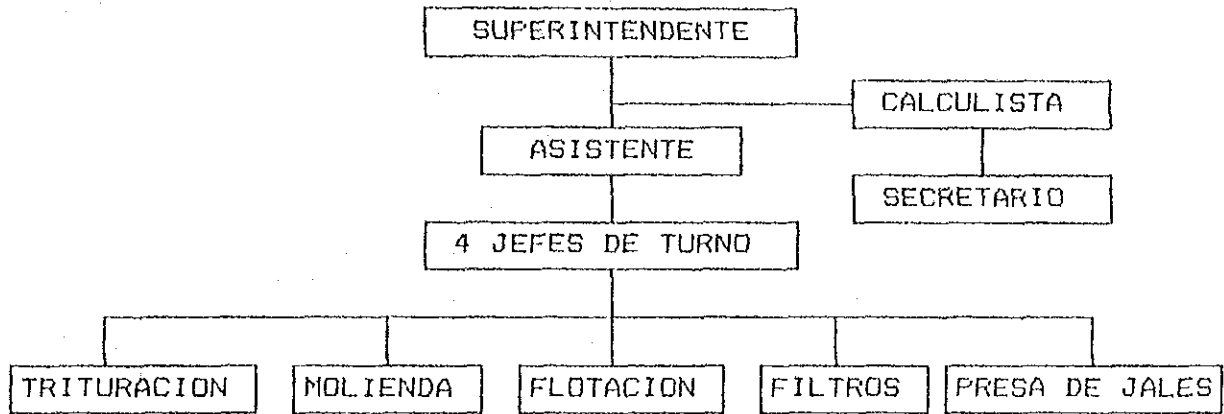 SUPERINTENDENTE
CALCULISTA
ASISTENTE
SECRETARIO
4 JEFES DE TURNO
TRITURACION
MOLIENDA
FLOTACION
FILTROS
PRESA DE JALES